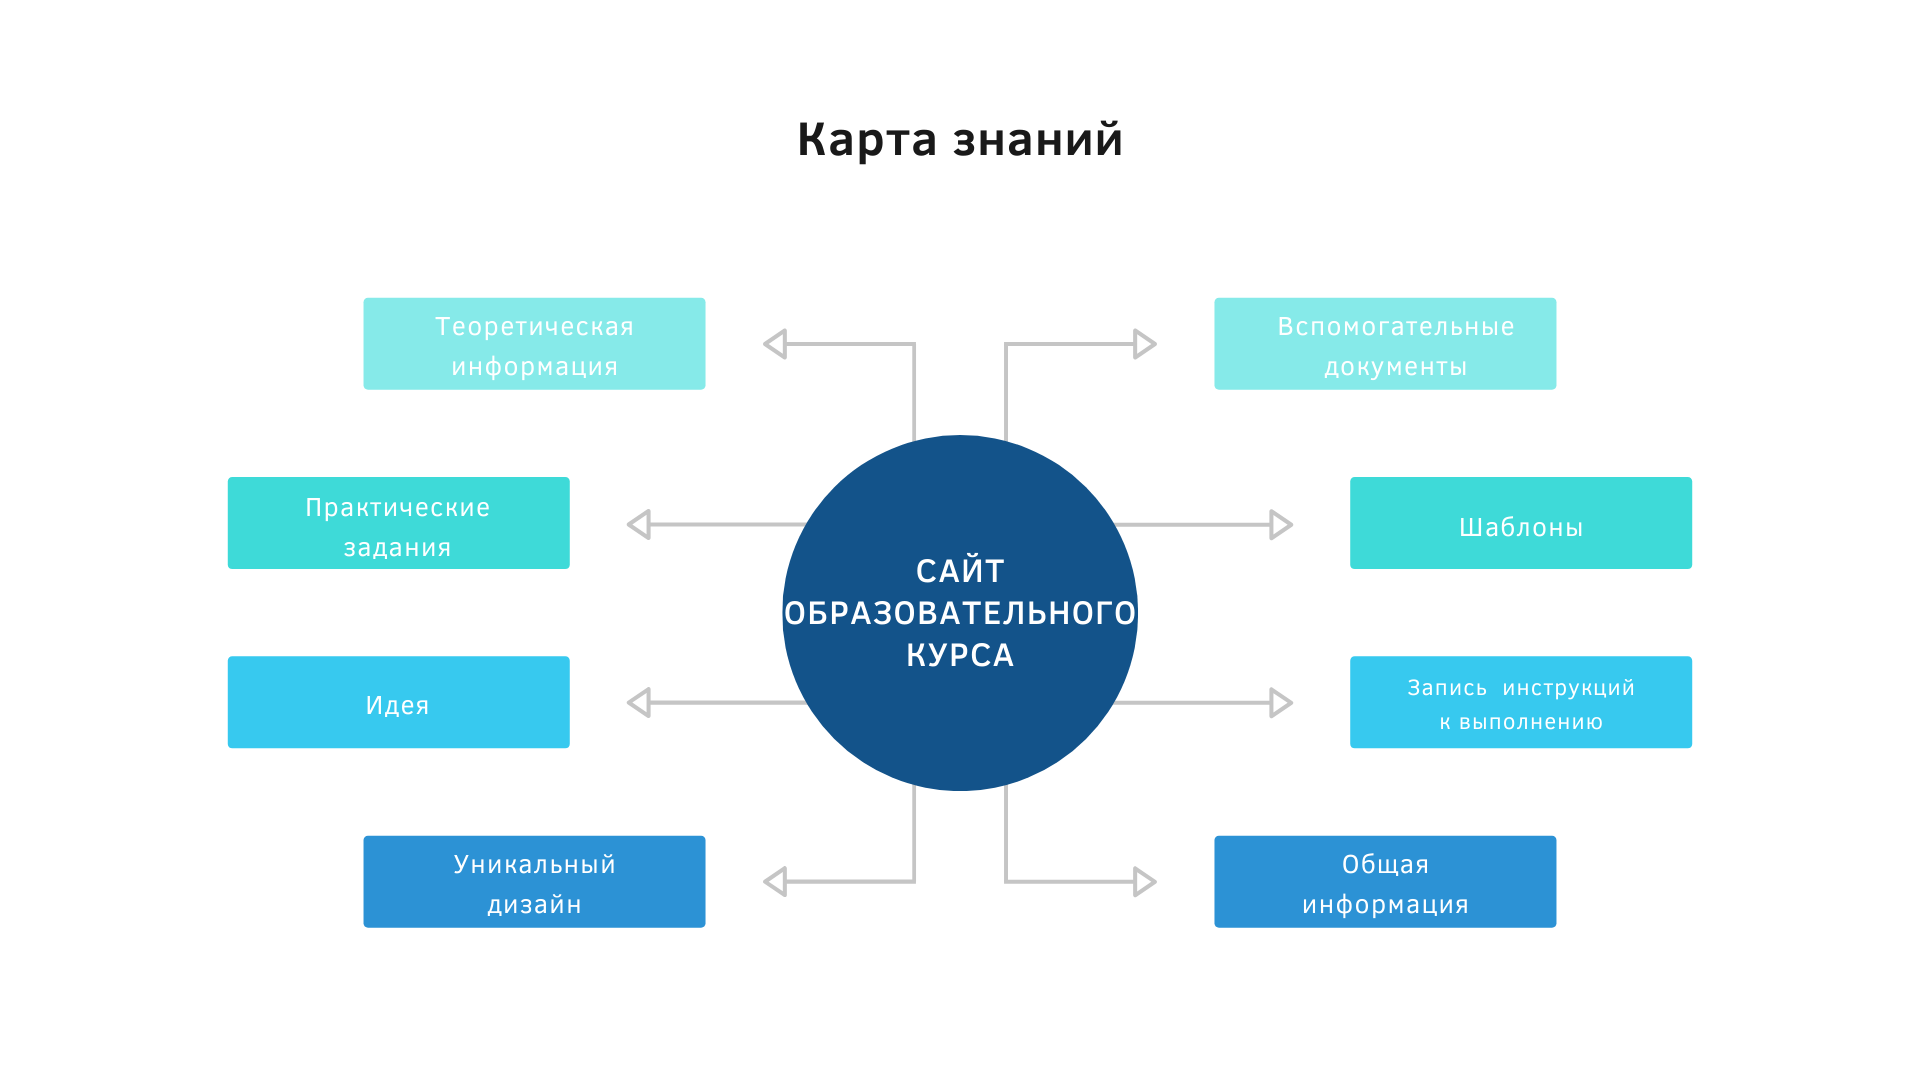 Карта знаний
Теоретическая
информация
Вспомогательные
документы
Практические
задания
Шаблоны
САЙТ
ОБРАЗОВАТЕЛЬНОГО
КУРСА
Идея
Запись инструкций
к выполнению
Уникальный
дизайн
Общая
информация